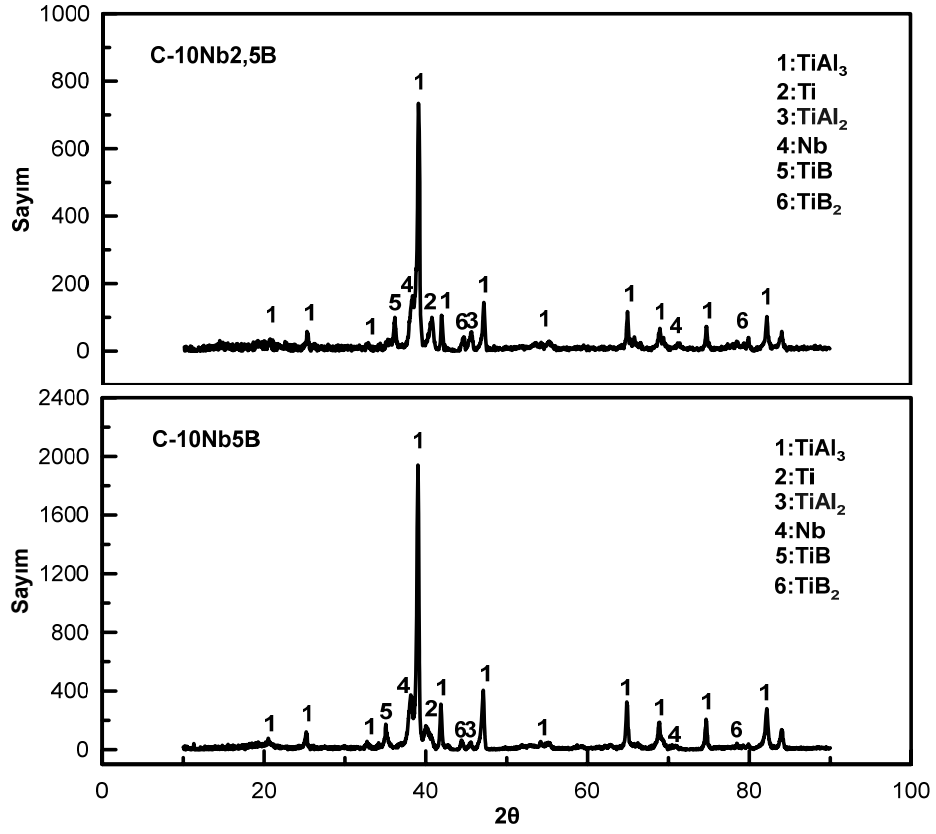 1000
C-10Nb2,5B
1:TiAl₃
2:Ti
3:TiAl₂
4:Nb
5:TiB
6:TiB₂
800
600
400
200
0
Sayım
1 1 1 5 4 1 2 1 6 3 1 1 1 1 4 1 6 1
2400
C-10Nb5B
1:TiAl₃
2:Ti
3:TiAl₂
4:Nb
5:TiB
6:TiB₂
2000
1600
1200
800
400
0
Sayım
1 1 1 5 4 1 2 1 6 3 1 1 1 1 4 1 6 1
0 20 40 60 80 100
2θ